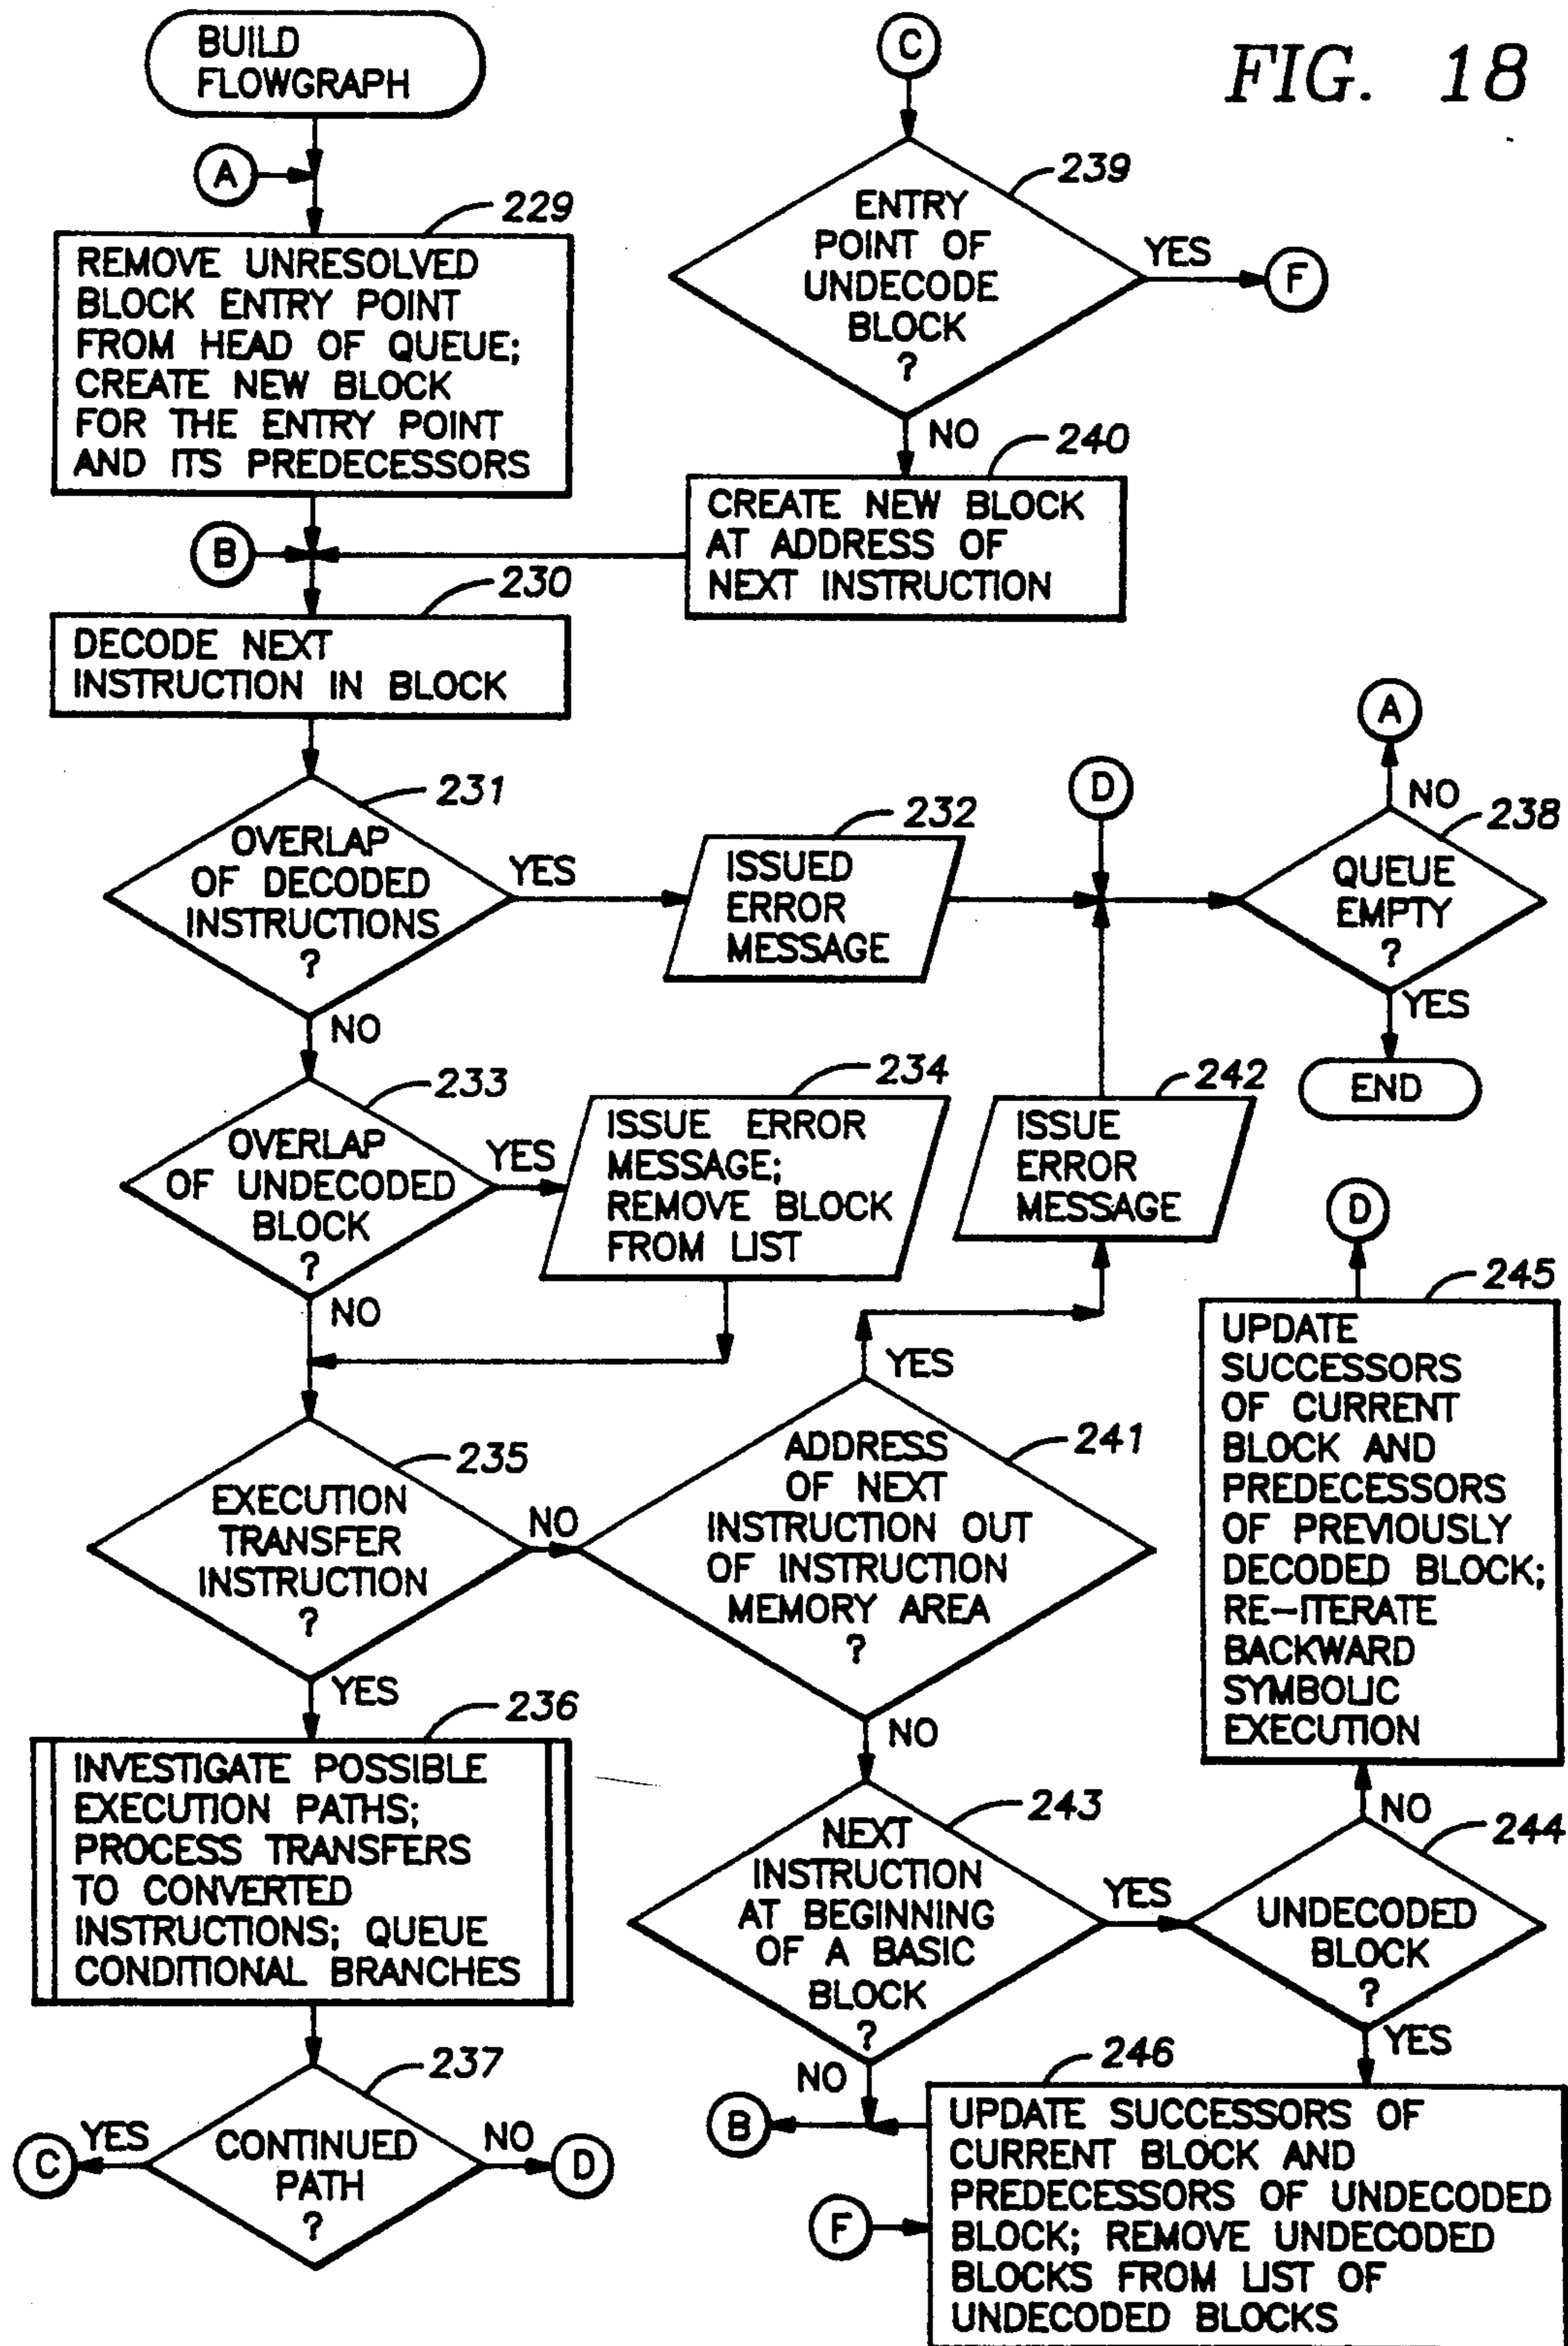 FIG. 18
BUILD
FLOWGRAPH
A
229
REMOVE UNRESOLVED
BLOCK ENTRY POINT
FROM HEAD OF QUEUE;
CREATE NEW BLOCK
FOR THE ENTRY POINT
AND ITS PREDECESSORS
B
230
DECODE NEXT
INSTRUCTION IN BLOCK
231
OVERLAP
OF DECODED
INSTRUCTIONS
?
YES
NO
232
ISSUED
ERROR
MESSAGE
233
OVERLAP
OF UNDECODED
BLOCK
?
YES
NO
234
ISSUE ERROR
MESSAGE;
REMOVE BLOCK
FROM LIST
235
EXECUTION
TRANSFER
INSTRUCTION
?
NO
YES
236
INVESTIGATE POSSIBLE
EXECUTION PATHS;
PROCESS TRANSFERS
TO CONVERTED
INSTRUCTIONS; QUEUE
CONDITIONAL BRANCHES
237
CONTINUED
PATH
?
YES
C
NO
D
C
239
ENTRY
POINT OF
UNDECODE
BLOCK
?
YES
F
NO
240
CREATE NEW BLOCK
AT ADDRESS OF
NEXT INSTRUCTION
D
A
NO
238
QUEUE
EMPTY
?
YES
END
242
ISSUE
ERROR
MESSAGE
241
YES
ADDRESS
OF NEXT
INSTRUCTION OUT
OF INSTRUCTION
MEMORY AREA
?
NO
243
NEXT
INSTRUCTION
AT BEGINNING
OF A BASIC
BLOCK
?
YES
NO
B
D
245
UPDATE
SUCCESSORS
OF CURRENT
BLOCK AND
PREDECESSORS
OF PREVIOUSLY
DECODED BLOCK;
RE-ITERATE
BACKWARD
SYMBOLIC
EXECUTION
NO
244
UNDECODED
BLOCK
?
YES
246
UPDATE SUCCESSORS OF
CURRENT BLOCK AND
PREDECESSORS OF UNDECODED
BLOCK; REMOVE UNDECODED
BLOCKS FROM LIST OF
UNDECODED BLOCKS
F